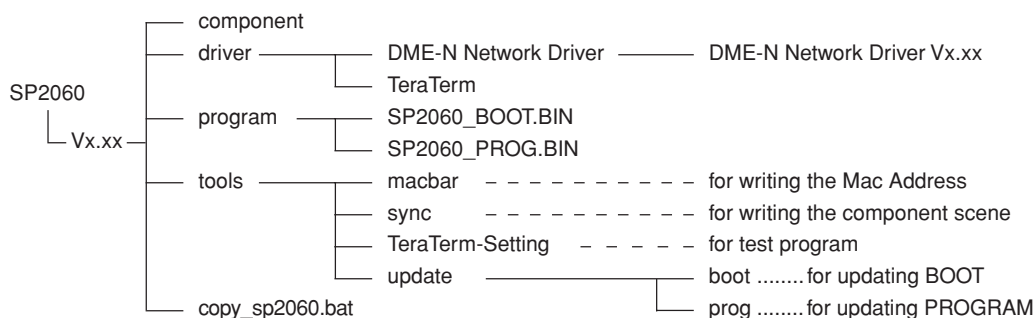 component
driver DME-N Network Driver DME-N Network Driver Vx.xx
TeraTerm
SP2060
program SP2060_BOOT.BIN
Vx.xx
SP2060_PROG.BIN
tools macbar for writing the Mac Address
sync for writing the component scene
TeraTerm-Setting for test program
update boot ........for updating BOOT
copy_sp2060.bat prog ........for updating PROGRAM